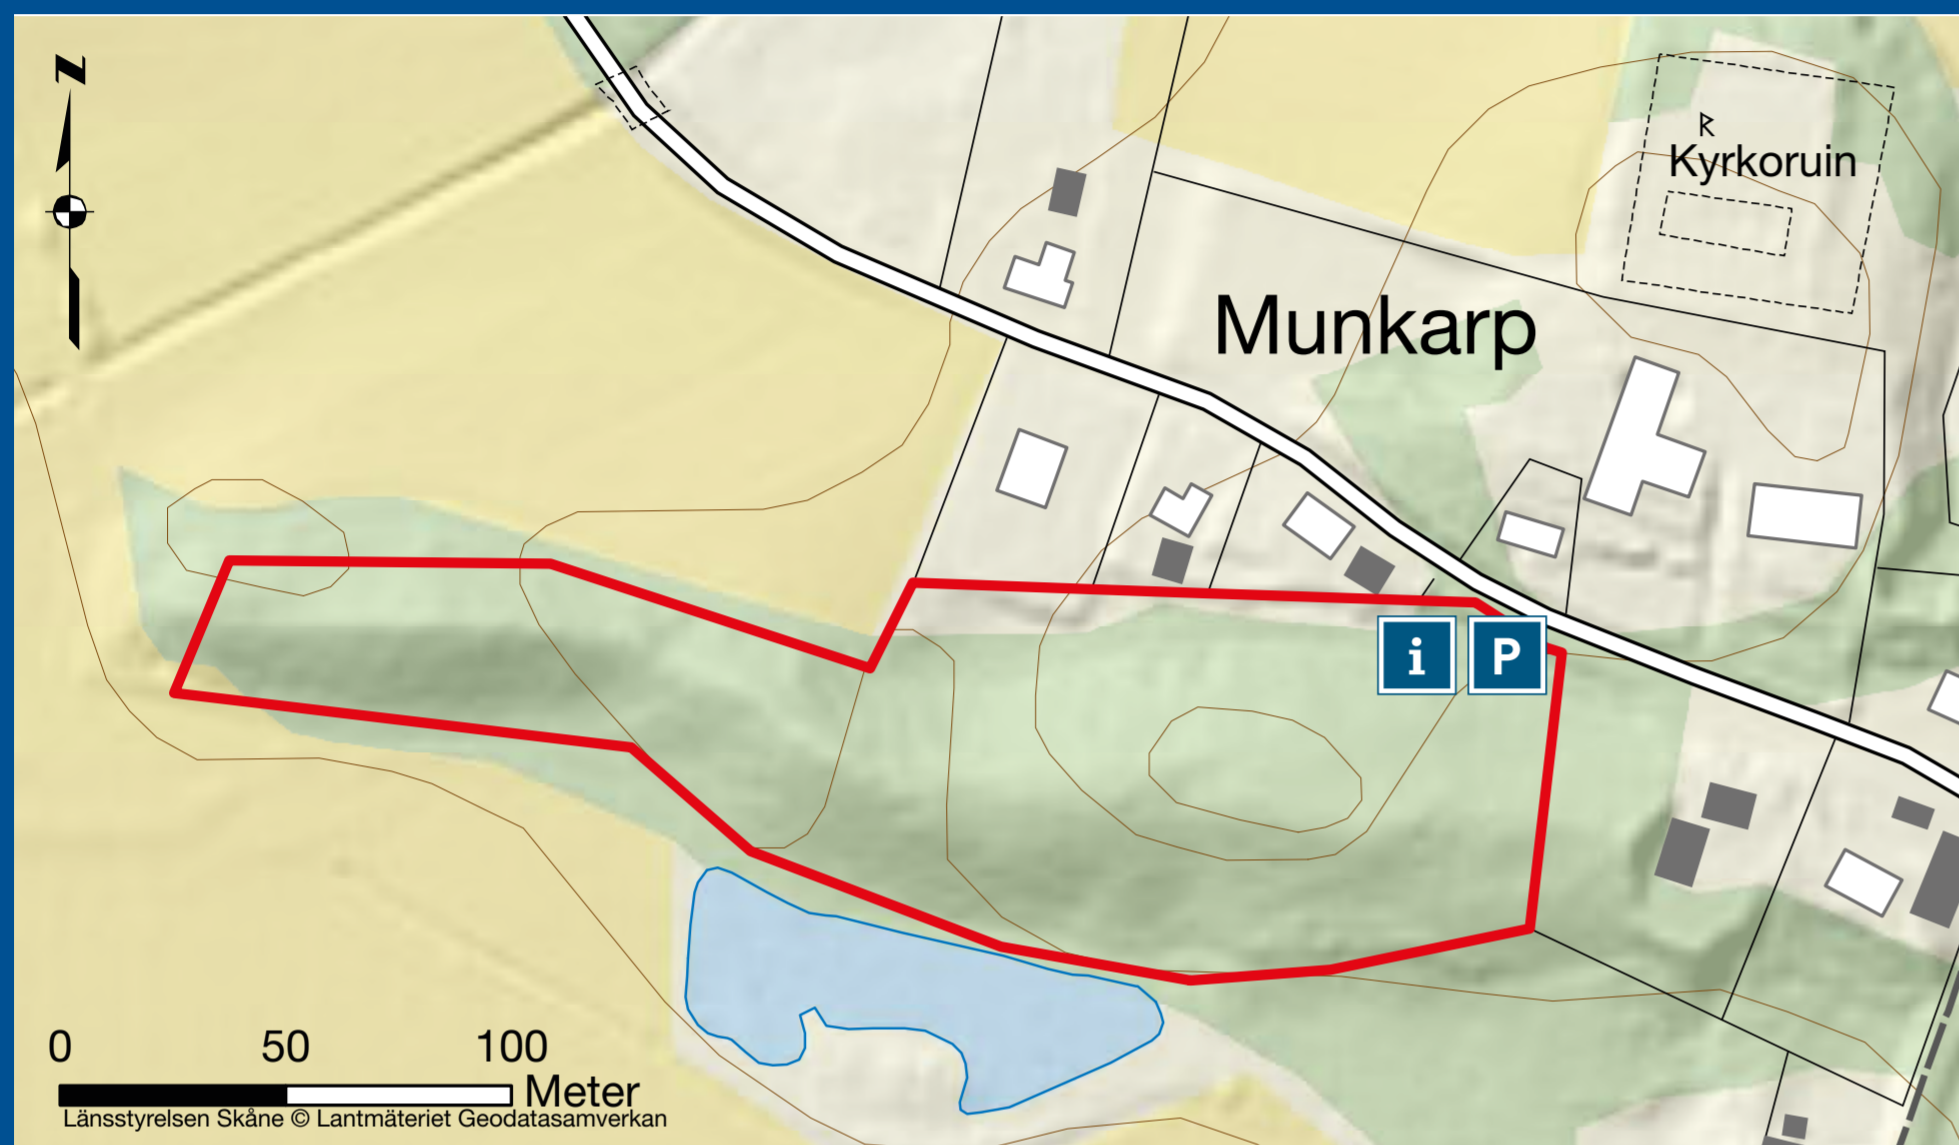 N
R
Kyrkoruin
Munkarp
i P
0 50 100
Meter
Länsstyrelsen Skåne © Lantmäteriet Geodatasamverkan